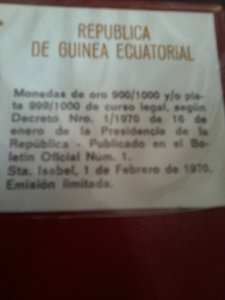 REPUBLICA
DE GUINEA ECUATORIAL
Monedas de oro 900/1000 y/o pla-
ta 999/1000 de curso legal, según
Decreto Nro. 1/1970 de 16 de
enero de la Presidencia de la
República - Publicado en el Bo-
letín Oficial Núm. 1.
Sta. Isabel, 1 de Febrero de 1970.
Emisión limitada.